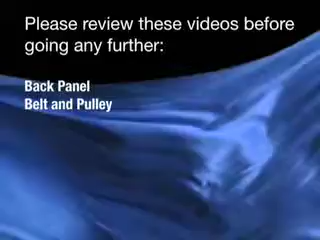 Please review these videos before
going any further:
Back Panel
Belt and Pulley